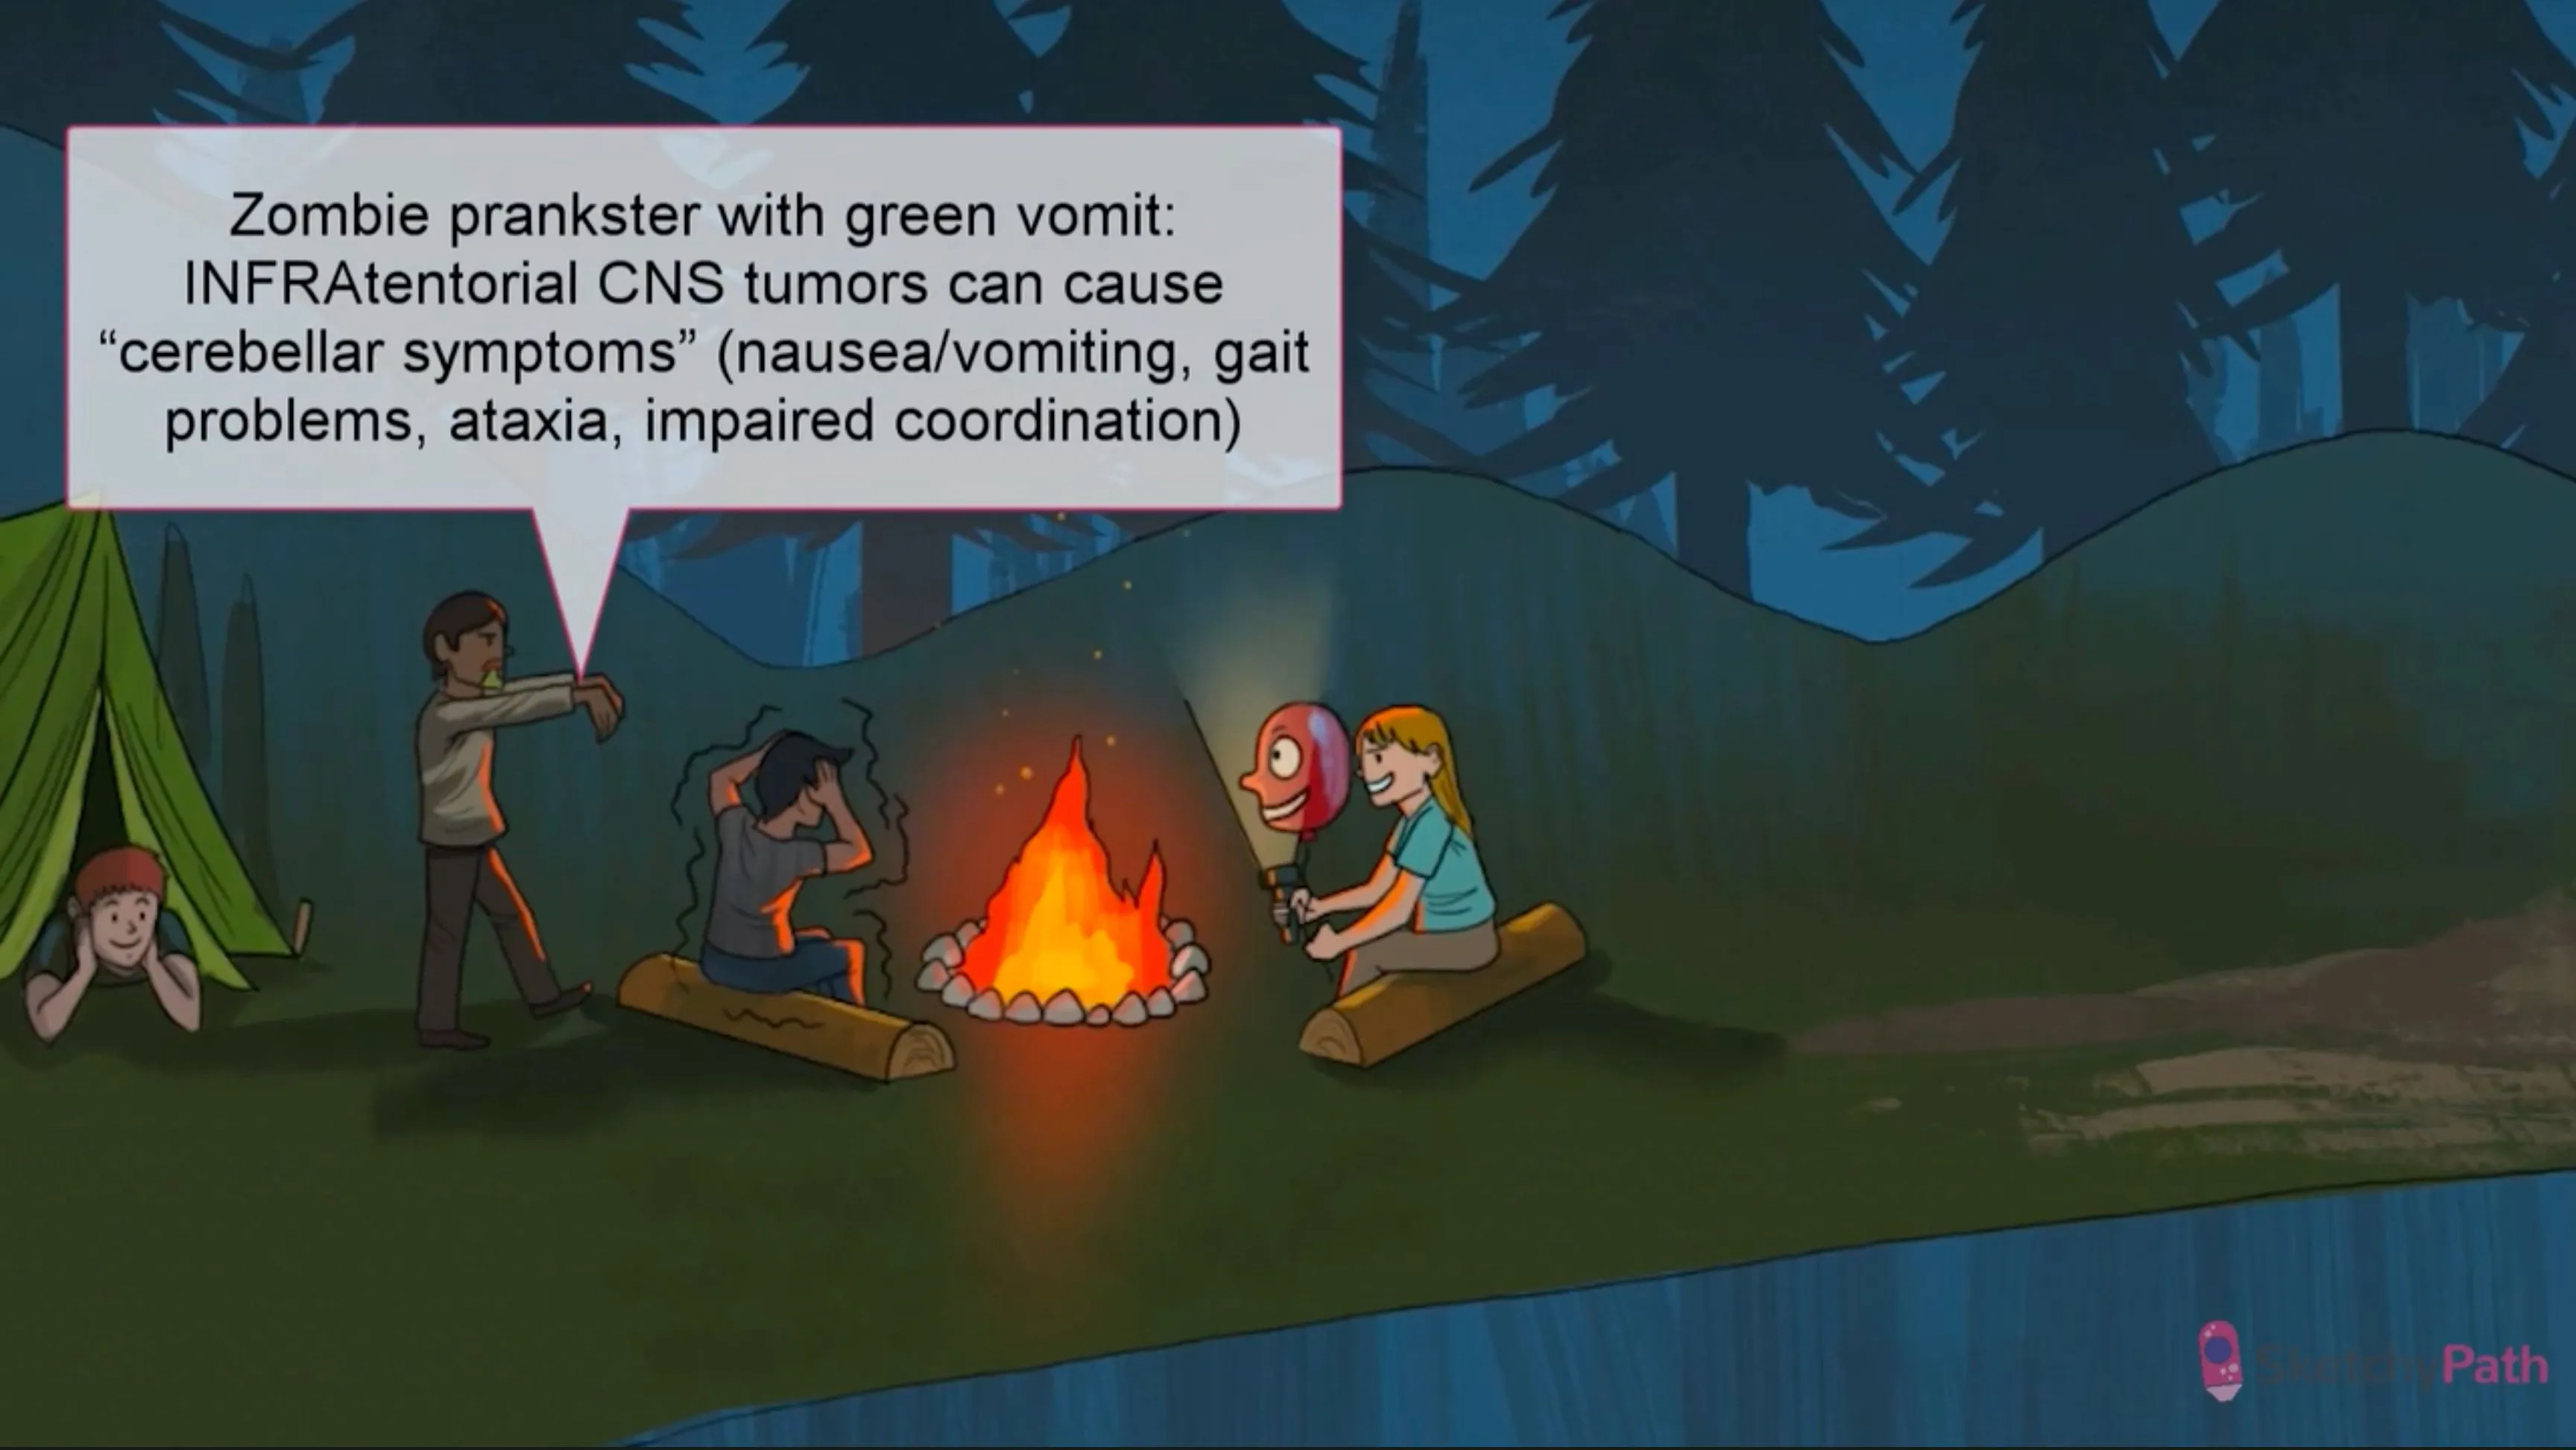 Zombie prankster with green vomit:
INFRAtentorial CNS tumors can cause
“cerebellar symptoms” (nausea/vomiting, gait
problems, ataxia, impaired coordination)
SketchyPath